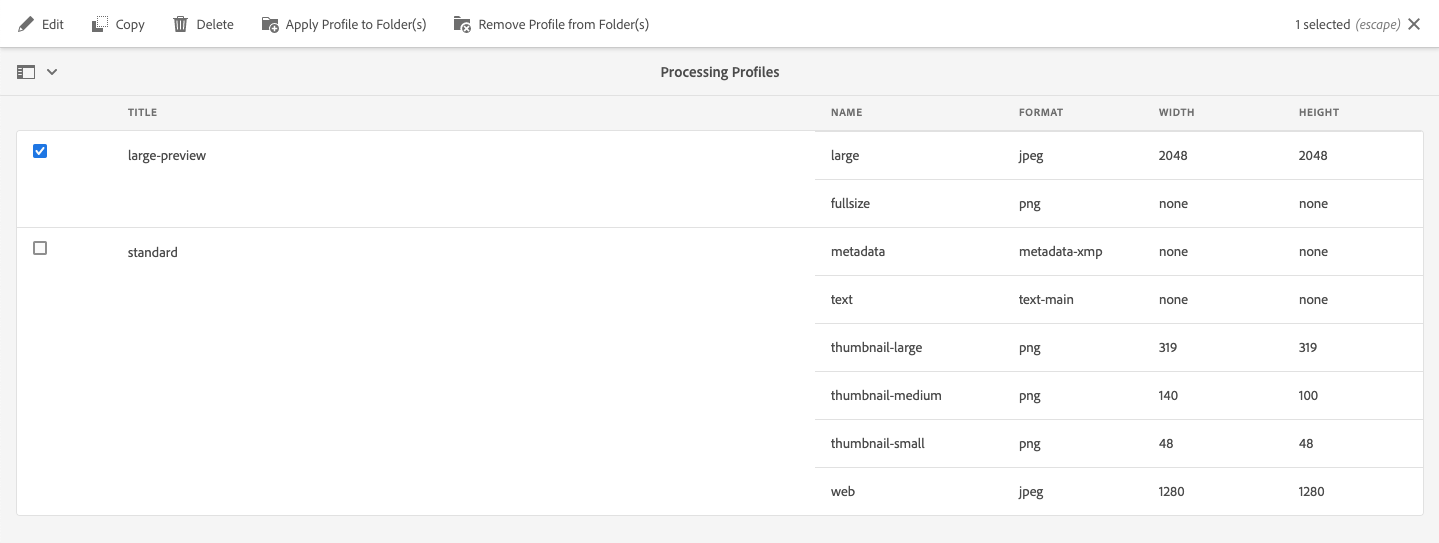 Edit Copy Delete Apply Profile to Folder(s) Remove Profile from Folder(s) 1 selected (escape)
Processing Profiles
TITLE NAME FORMAT WIDTH HEIGHT
large-preview large jpeg 2048 2048
fullsize png none none
standard metadata metadata-xmp none none
text text-main none none
thumbnail-large png 319 319
thumbnail-medium png 140 100
thumbnail-small png 48 48
web jpeg 1280 1280